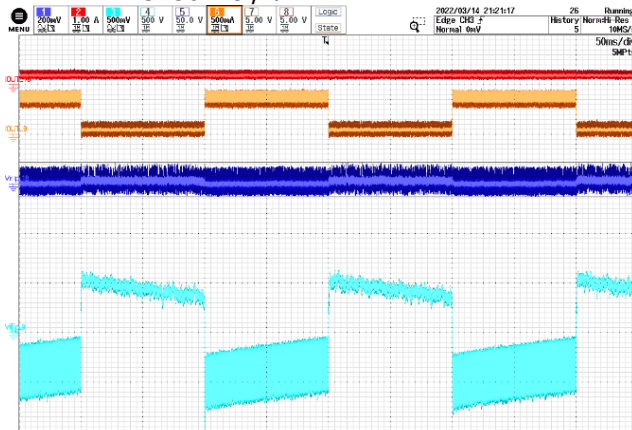 1 2 3 4 5 6 7 8 Logic 2022/03/14 21:21:17 26 Running
200mV 1.00 A 500mV 500 V 50.0 V 500mA 5.00 V 5.00 V Edge CH3 History Norm:Hi-Res
MENU State Normal 0mV 5 10MS/
50ms/div
5MPt